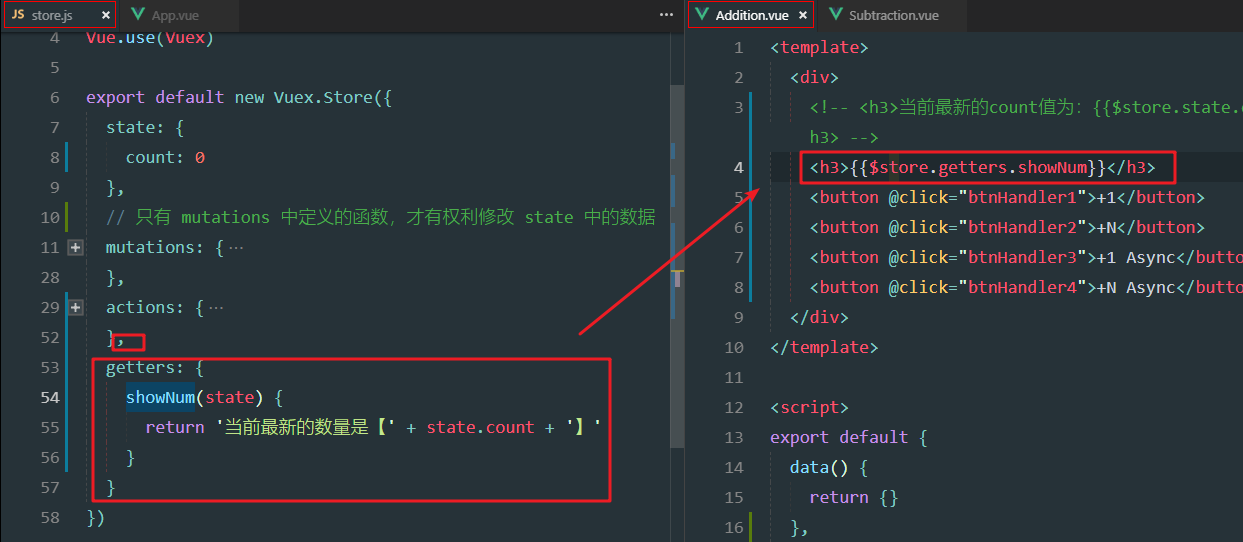 JS store.js ×
App.vue
···
4 Vue.use(Vuex)
5
6 export default new Vuex.Store({
7 state: {
8 count: 0
9 },
10 // 只有 mutations 中定义的函数，才有权利修改 state 中的数据
11 mutations: { ···
28 },
29 actions: { ···
52 },
53 getters: {
54 showNum(state) {
55 return '当前最新的数量是【' + state.count + '】'
56 }
57 }
58 })
Addition.vue ×
Subtraction.vue
1 <template>
2 <div>
3 <!-- <h3>当前最新的count值为：{{$store.state.
h3> -->
4 <h3>{{$store.getters.showNum}}</h3>
5 <button @click="btnHandler1">+1</button>
6 <button @click="btnHandler2">+N</button>
7 <button @click="btnHandler3">+1 Async</butto
8 <button @click="btnHandler4">+N Async</butto
9 </div>
10 </template>
11
12 <script>
13 export default {
14 data() {
15 return {}
16 },